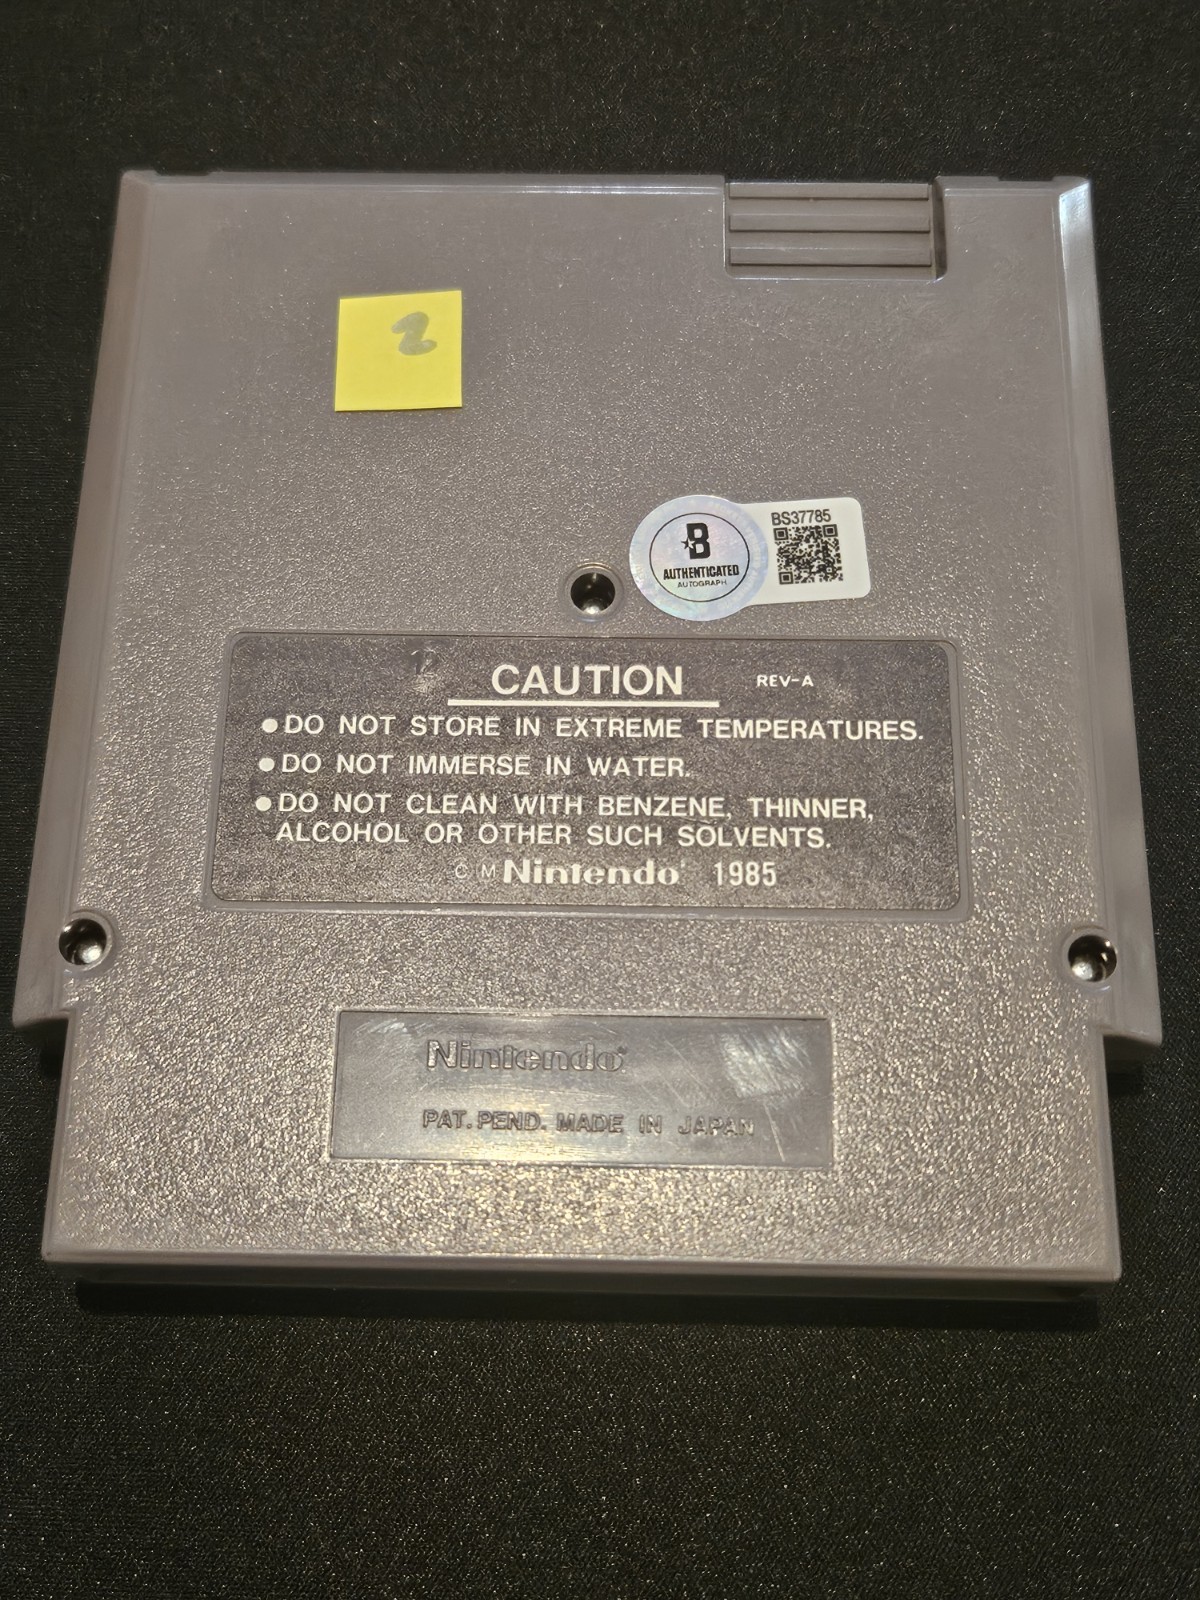 2
BS37785
B
AUTHENTICATED
AUTOGRAPH
CAUTION
REV-A
● DO NOT STORE IN EXTREME TEMPERATURES.
● DO NOT IMMERSE IN WATER.
● DO NOT CLEAN WITH BENZENE, THINNER,
ALCOHOL OR OTHER SUCH SOLVENTS.
C M Nintendo 1985
Nintendo
PAT. PEND. MADE IN JAPAN